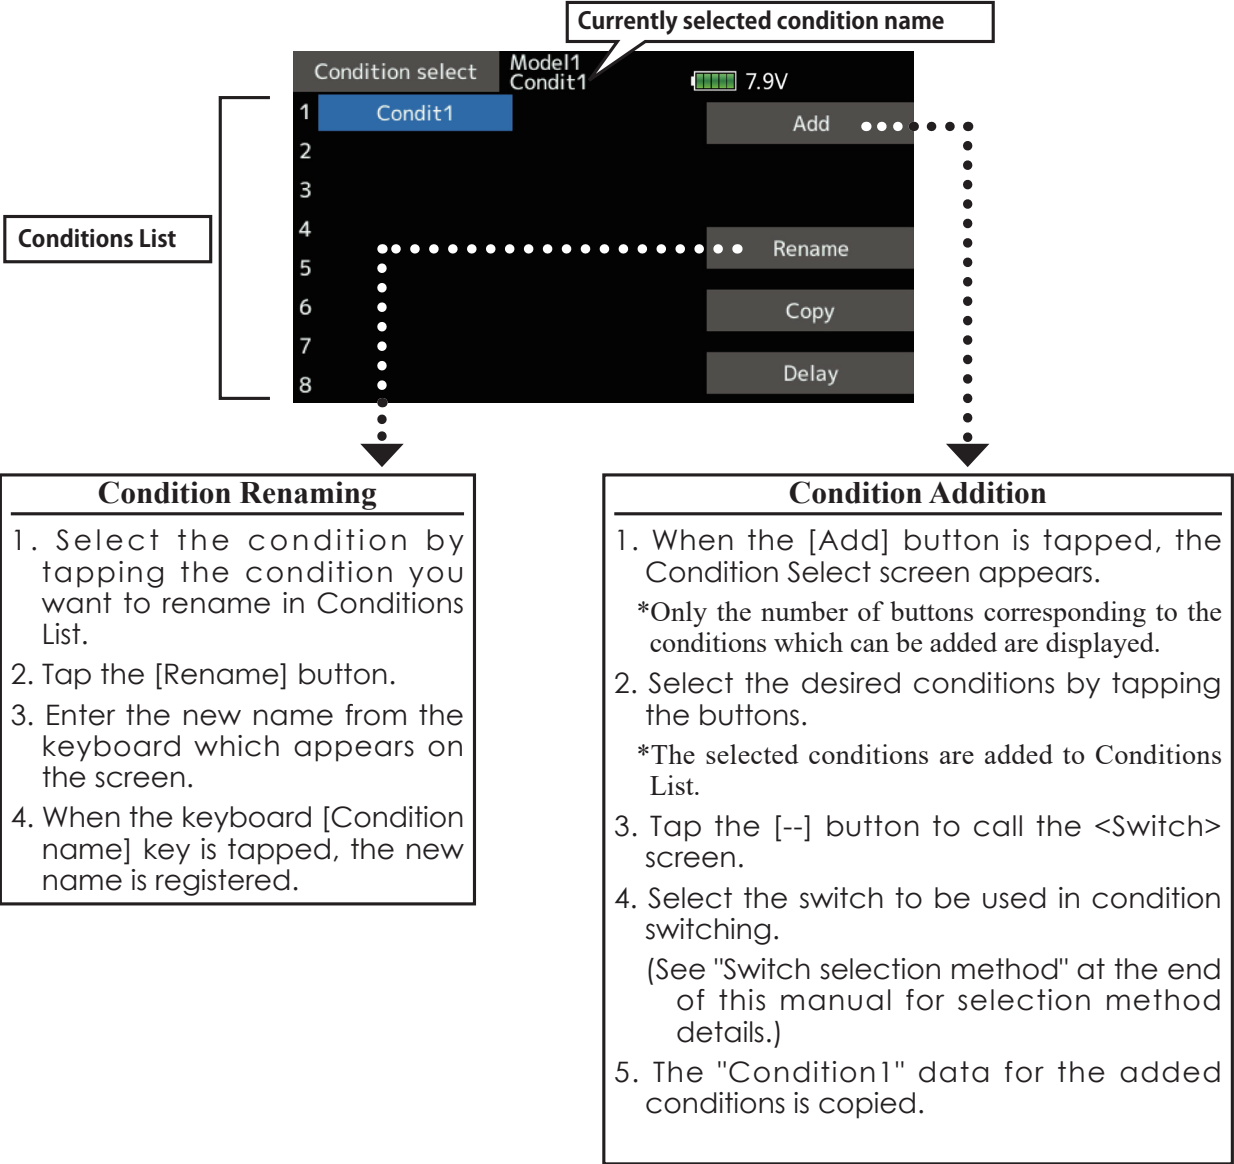 Currently selected condition name
Condition select
Model1
Condit1
7.9V
1
Condit1
Add
2
3
Conditions List
4
Rename
5
6
Copy
7
Delay
8
Condition Renaming
1. Select the condition by
tapping the condition you
want to rename in Conditions
List.
2. Tap the [Rename] button.
3. Enter the new name from the
keyboard which appears on
the screen.
4. When the keyboard [Condition
name] key is tapped, the new
name is registered.
Condition Addition
1. When the [Add] button is tapped, the
Condition Select screen appears.
*Only the number of buttons corresponding to the
conditions which can be added are displayed.
2. Select the desired conditions by tapping
the buttons.
*The selected conditions are added to Conditions
List.
3. Tap the [--] button to call the <Switch>
screen.
4. Select the switch to be used in condition
switching.
(See "Switch selection method" at the end
of this manual for selection method
details.)
5. The "Condition1" data for the added
conditions is copied.